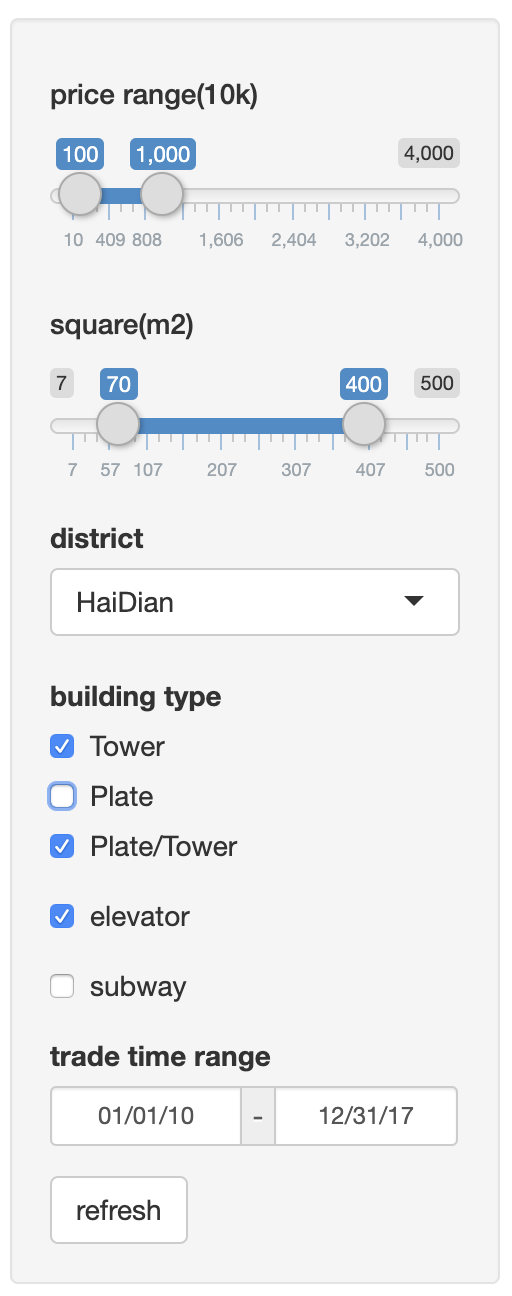 price range(10k)
100 1,000 4,000
10 409 808 1,606 2,404 3,202 4,000
square(m2)
7 70 400 500
7 57 107 207 307 407 500
district
HaiDian
building type
Tower
Plate
Plate/Tower
elevator
subway
trade time range
01/01/10 - 12/31/17
refresh